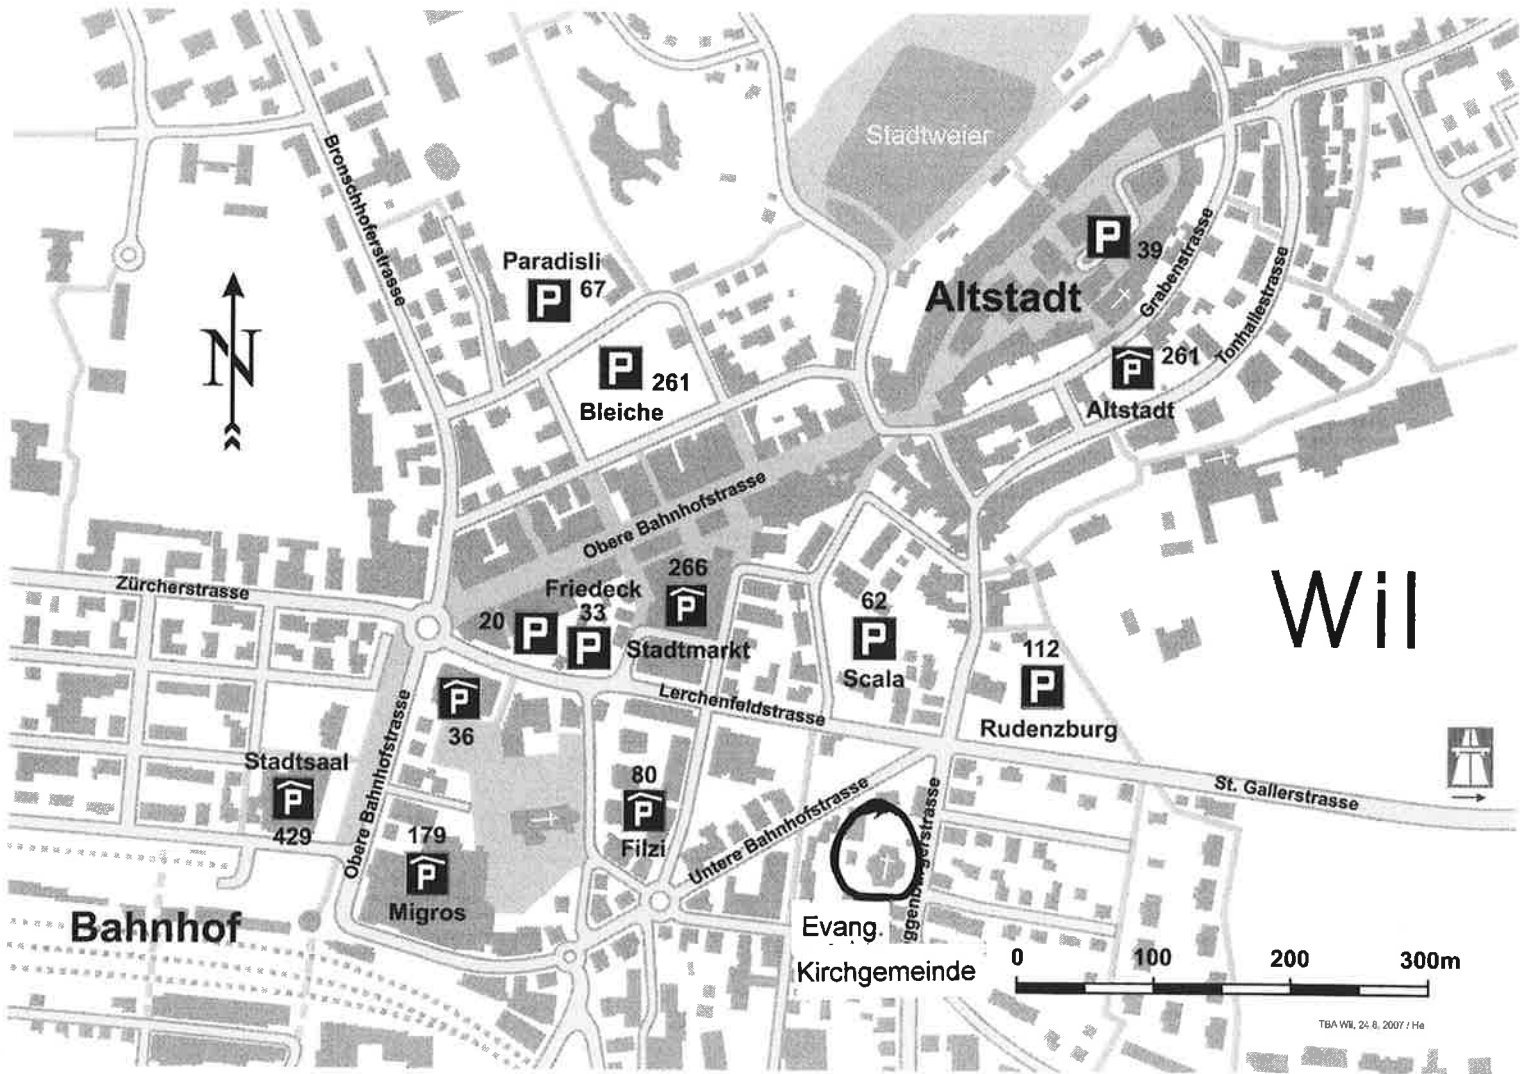 Stadtweier
Bronschhoferstrasse
Paradisli
P 67
N
P 39
Altstadt
Grabenstrasse
Tonhallestrasse
P 261
Altstadt
P 261
Bleiche
Obere Bahnhofstrasse
Zürcherstrasse
Wil
Friedeck
20 P
33
P
266
P
Stadtmarkt
62
P
Scala
112
P
Rudenzburg
Lerchenfeldstrasse
P
36
Stadtsaal
P
429
Obere Bahnhofstrasse
179
P
Migros
80
P
Filzi
Untere Bahnhofstrasse
St. Gallerstrasse
Bahnhof
Evang.
Kirchgemeinde
0 100 200 300m
TBA Wil, 24.8.2007 / He